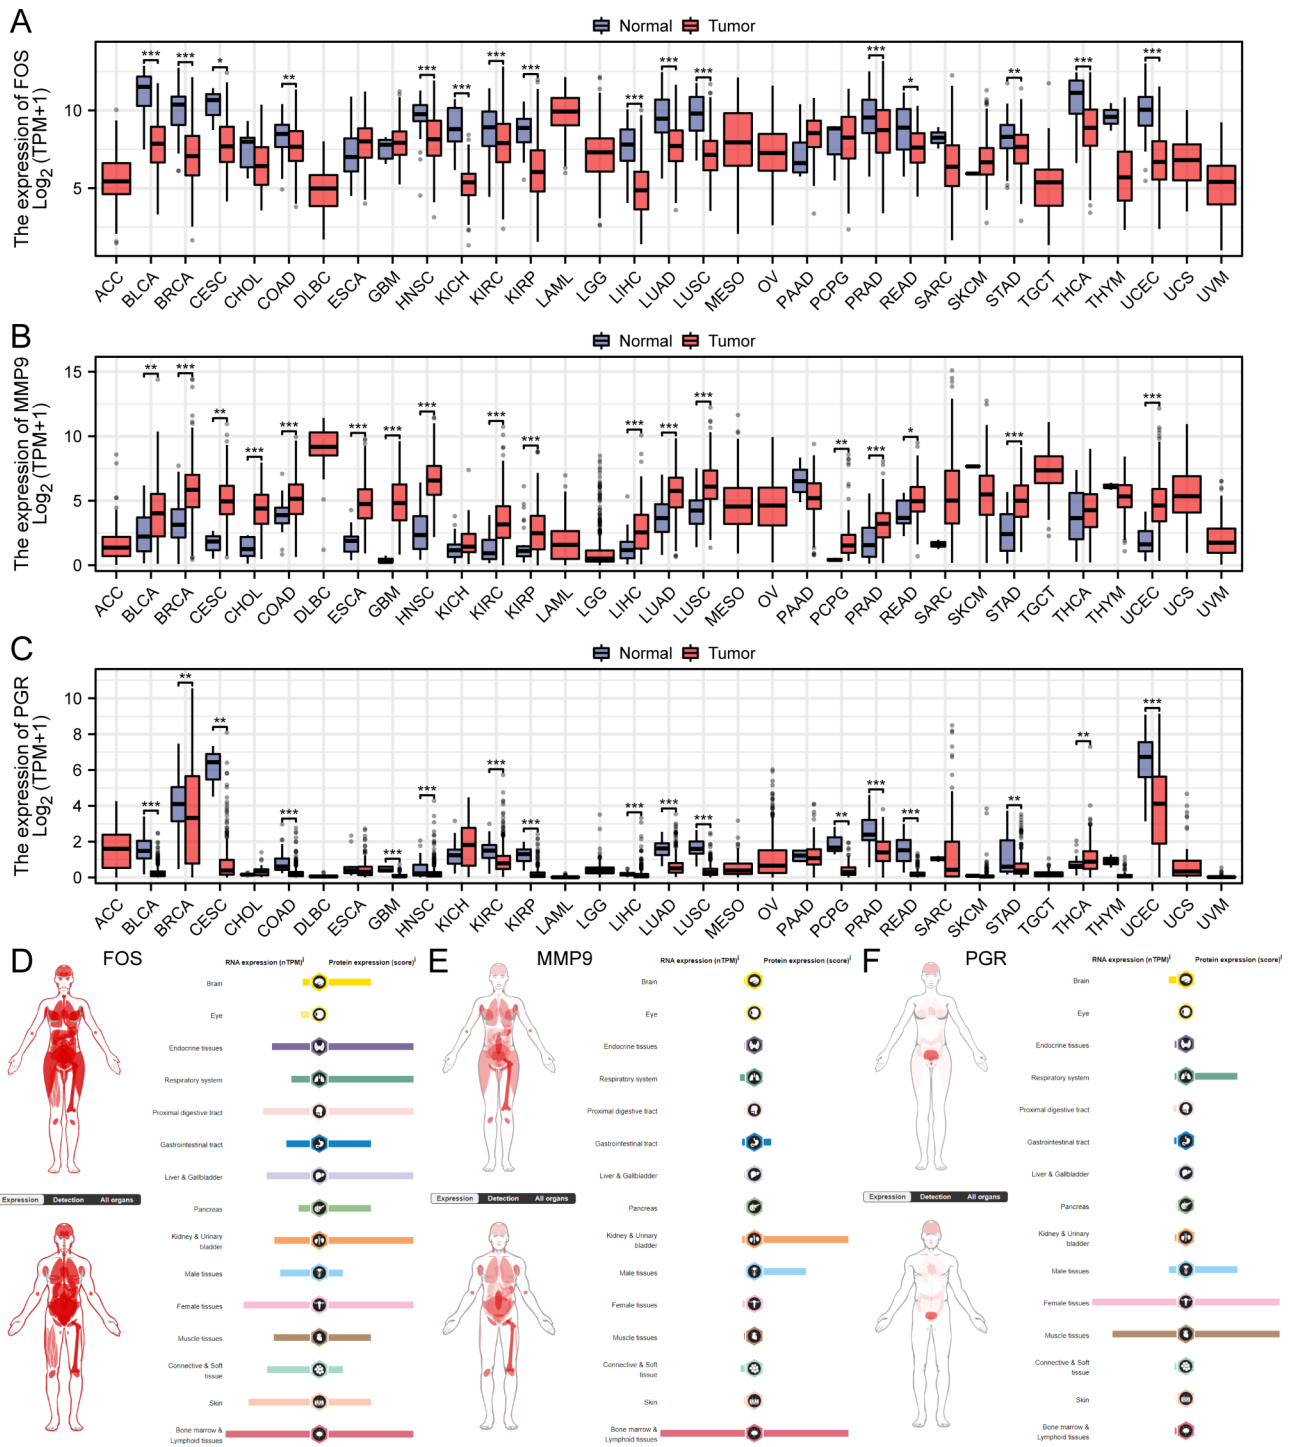 A
Normal Tumor
The expression of FOS
Log2 (TPM+1)
*** *** * ** *** *** *** *** *** *** *** *** * ** *** ***
10
5
ACC BLCA BRCA CESC CHOL COAD DLBC ESCA GBM HNSC KICH KIRC KIRP LAML LGG LIHC LUAD LUSC MESO OV PAAD PCPG PRAD READ SARC SKCM STAD TGCT THCA THYM UCEC UCS UVM
B
Normal Tumor
The expression of MMP9
Log2 (TPM+1)
** *** ** *** *** *** *** *** *** *** *** *** *** ** *** * *** ***
15
10
5
0
ACC BLCA BRCA CESC CHOL COAD DLBC ESCA GBM HNSC KICH KIRC KIRP LAML LGG LIHC LUAD LUSC MESO OV PAAD PCPG PRAD READ SARC SKCM STAD TGCT THCA THYM UCEC UCS UVM
C
Normal Tumor
The expression of PGR
Log2 (TPM+1)
*** ** ** *** *** *** *** *** *** *** *** ** *** *** ** ** ***
10
8
6
4
2
0
ACC BLCA BRCA CESC CHOL COAD DLBC ESCA GBM HNSC KICH KIRC KIRP LAML LGG LIHC LUAD LUSC MESO OV PAAD PCPG PRAD READ SARC SKCM STAD TGCT THCA THYM UCEC UCS UVM
D FOS
RNA expression (nTPM)i Protein expression (score)i
Brain
Eye
Endocrine tissues
Respiratory system
Proximal digestive tract
Gastrointestinal tract
Liver & Gallbladder
Pancreas
Kidney & Urinary
bladder
Male tissues
Female tissues
Muscle tissues
Connective & Soft
tissue
Skin
Bone marrow &
Lymphoid tissues
Expression Detection All organs
E MMP9
RNA expression (nTPM)i Protein expression (score)i
Brain
Eye
Endocrine tissues
Respiratory system
Proximal digestive tract
Gastrointestinal tract
Liver & Gallbladder
Pancreas
Kidney & Urinary
bladder
Male tissues
Female tissues
Muscle tissues
Connective & Soft
tissue
Skin
Bone marrow &
Lymphoid tissues
Expression Detection All organs
F PGR
RNA expression (nTPM)i Protein expression (score)i
Brain
Eye
Endocrine tissues
Respiratory system
Proximal digestive tract
Gastrointestinal tract
Liver & Gallbladder
Pancreas
Kidney & Urinary
bladder
Male tissues
Female tissues
Muscle tissues
Connective & Soft
tissue
Skin
Bone marrow &
Lymphoid tissues
Expression Detection All organs